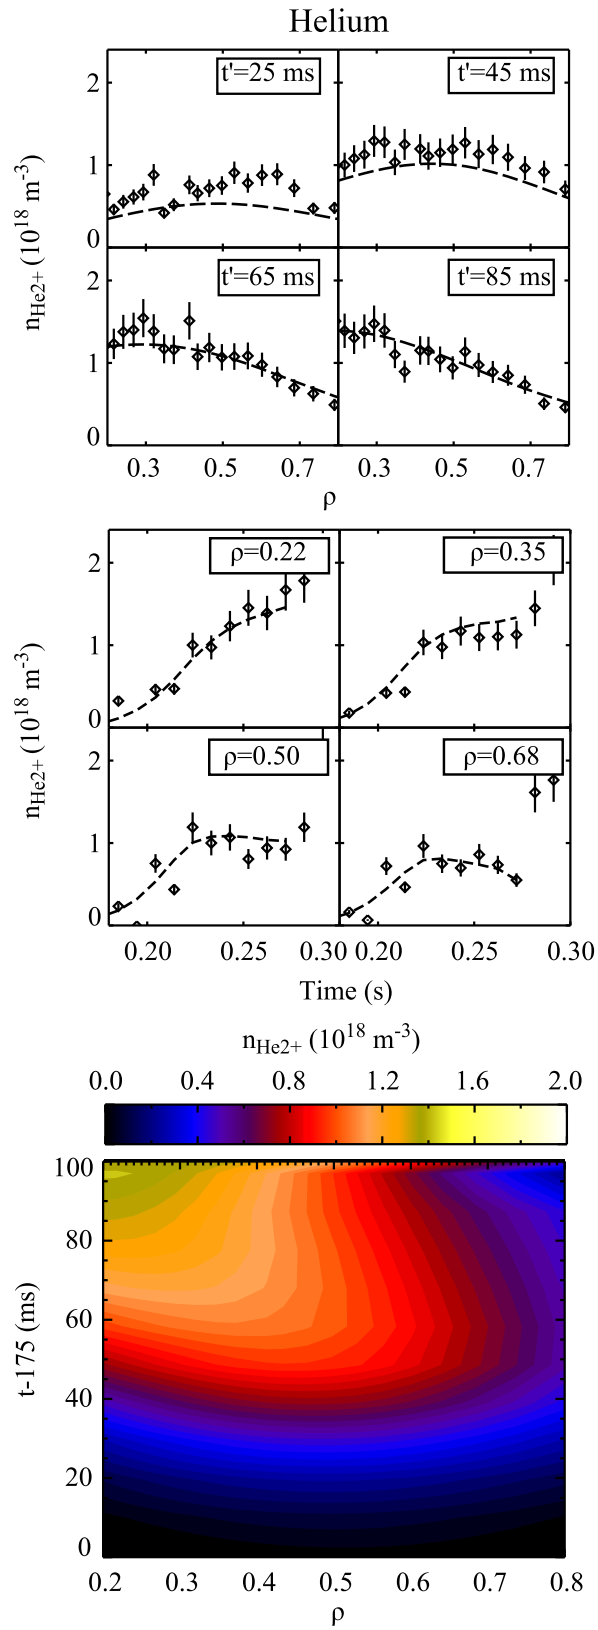 Helium
t'=25 ms t'=45 ms
2
1
0
t'=65 ms t'=85 ms
2
1
0
n_He2+ (10^18 m^-3)
0.3 0.5 0.7 0.3 0.5 0.7
ρ
ρ=0.22 ρ=0.35
2
1
0
ρ=0.50 ρ=0.68
2
1
0
n_He2+ (10^18 m^-3)
0.20 0.25 0.30 0.20 0.25 0.30
Time (s)
n_He2+ (10^18 m^-3)
0.0 0.4 0.8 1.2 1.6 2.0
100
80
60
40
20
0
t-175 (ms)
0.2 0.3 0.4 0.5 0.6 0.7 0.8
ρ